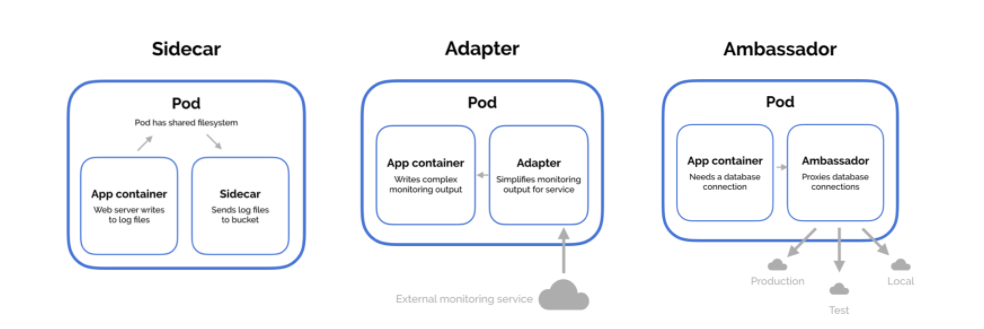 Sidecar
Pod
Pod has shared filesystem
App container
Web server writes
to log files
Sidecar
Sends log files
to bucket
Adapter
Pod
App container
Writes complex
monitoring output
Adapter
Simplifies monitoring
output for service
External monitoring service
Ambassador
Pod
App container
Needs a database
connection
Ambassador
Proxies database
connections
Production
Test
Local